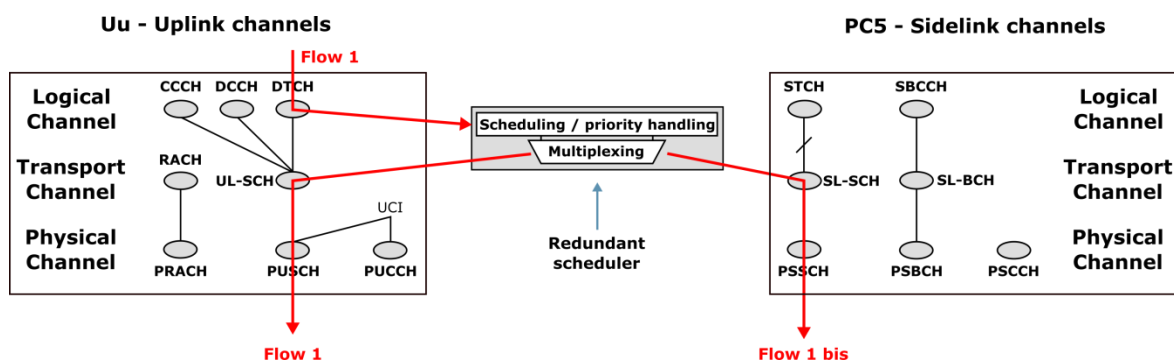 Uu - Uplink channels
PC5 - Sidelink channels
Flow 1
CCCH DCCH DTCH
STCH SBCCH
Logical
Channel
Scheduling / priority handling
Multiplexing
Logical
Channel
RACH
Transport
Channel
UL-SCH
SL-SCH
SL-BCH
Transport
Channel
UCI
Redundant
scheduler
Physical
Channel
PRACH PUSCH PUCCH
PSSCH PSBCH PSCCH
Physical
Channel
Flow 1
Flow 1 bis